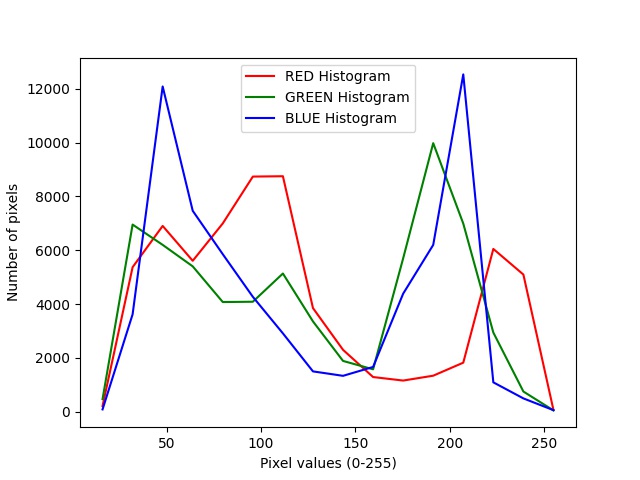 RED Histogram
GREEN Histogram
BLUE Histogram
12000
10000
8000
6000
4000
2000
0
Number of pixels
50 100 150 200 250
Pixel values (0-255)